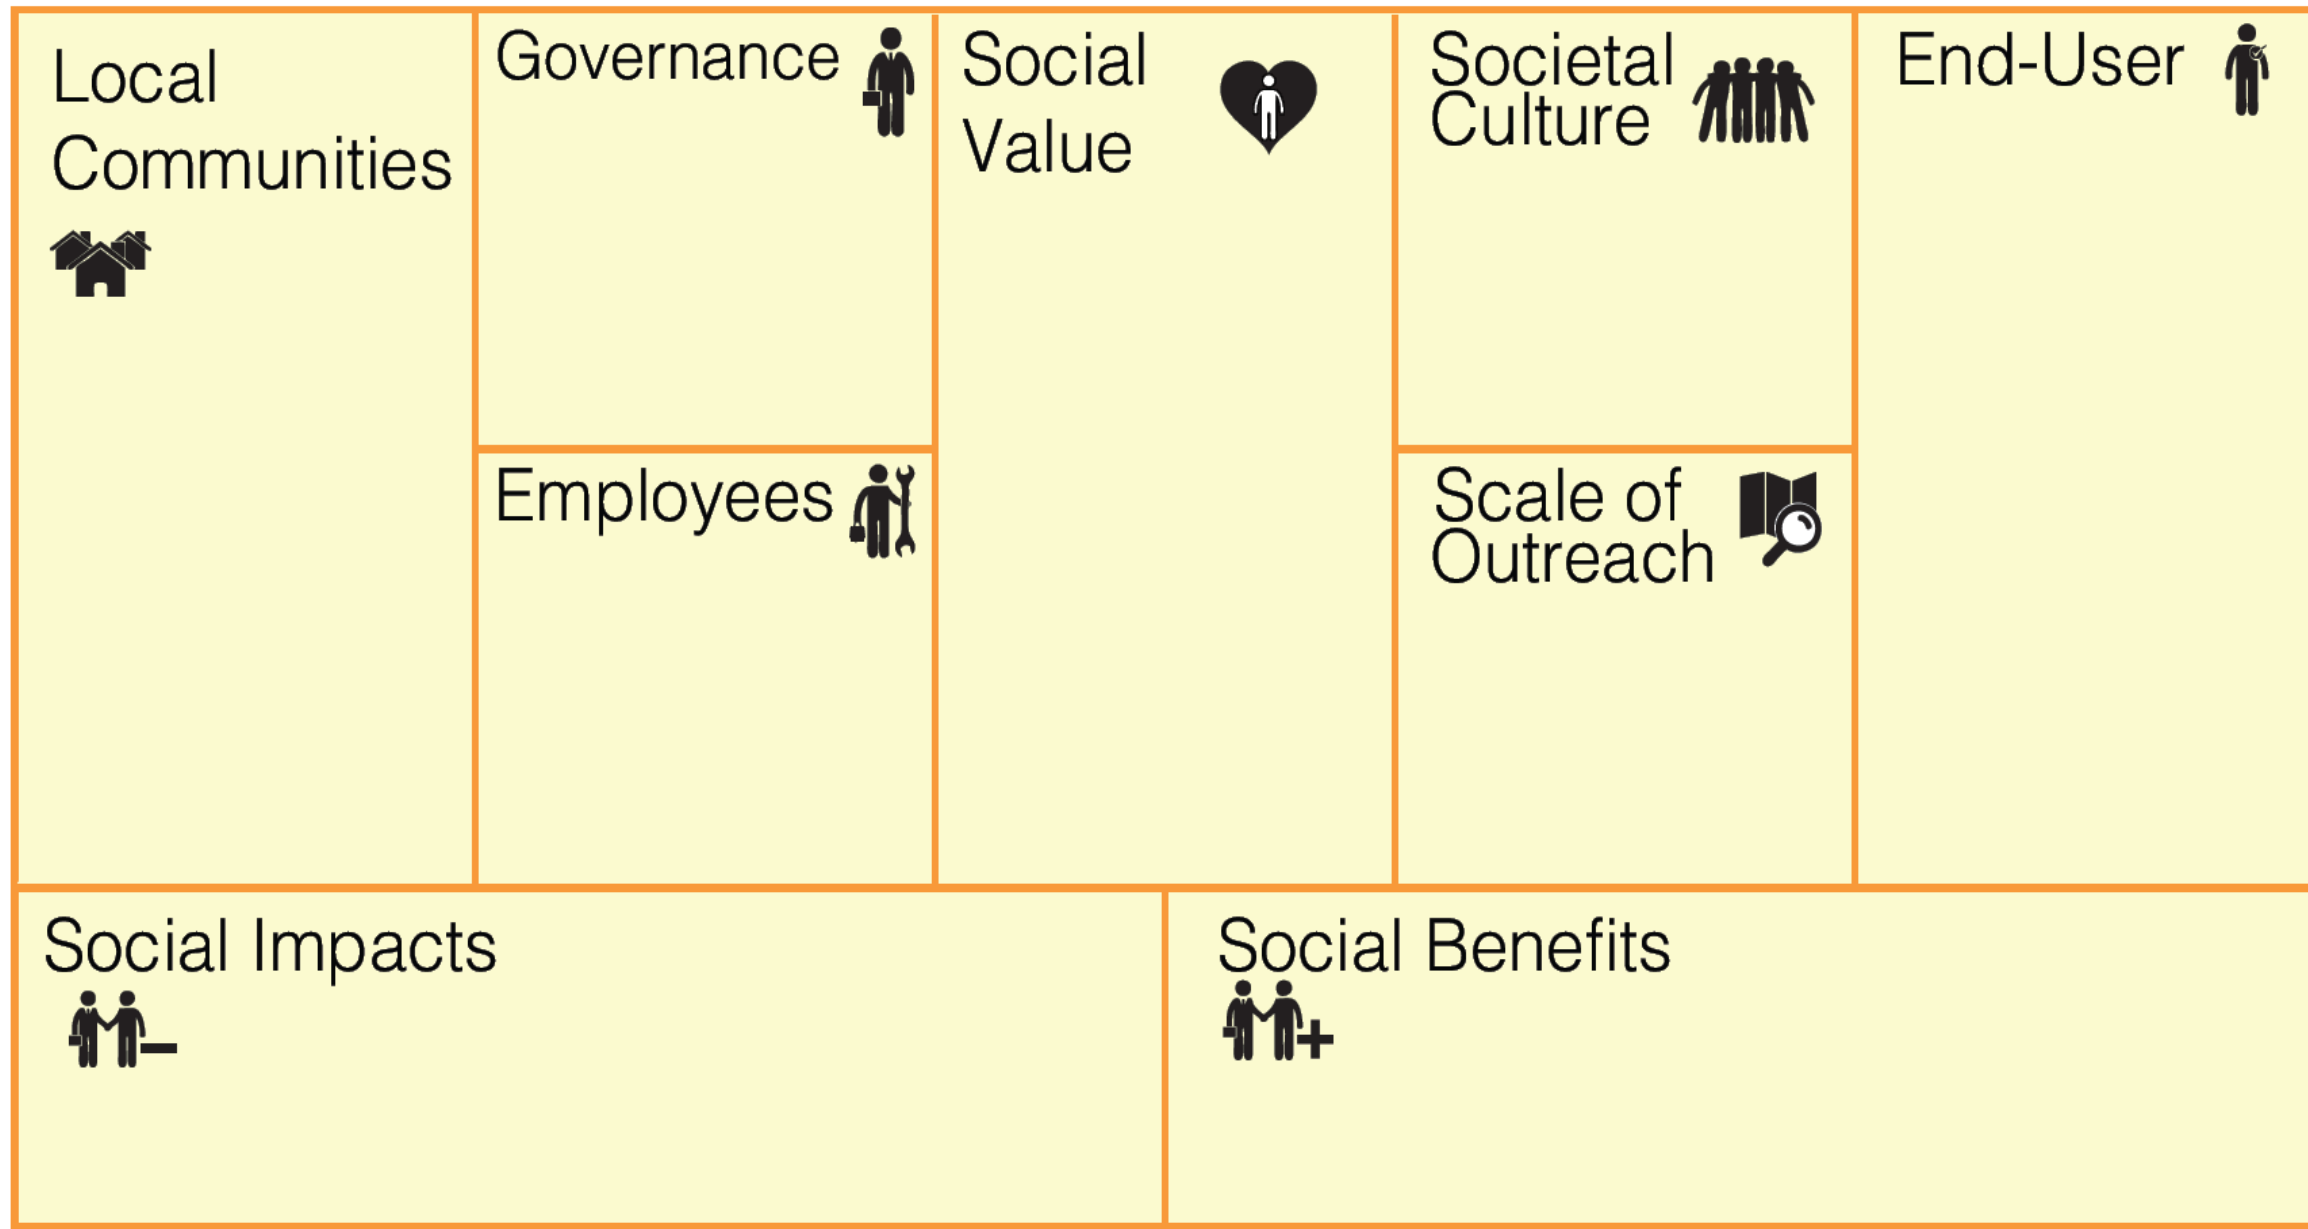 Local
Communities
Governance
Employees
Social
Value
Societal
Culture
Scale of
Outreach
End-User
Social Impacts
Social Benefits